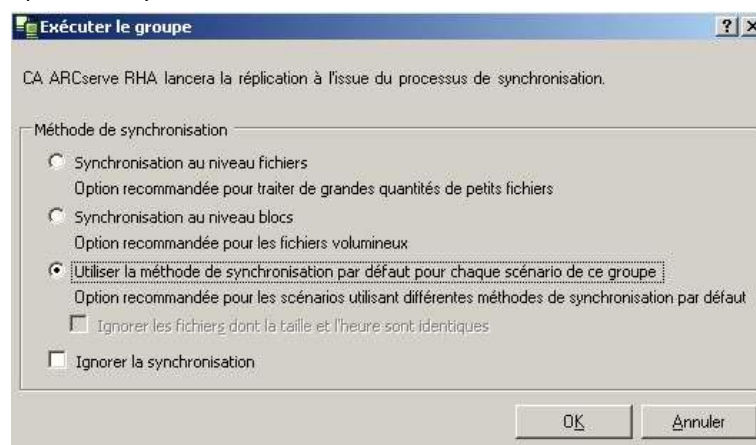 Exécuter le groupe
CA ARCserve RHA lancera la réplication à l'issue du processus de synchronisation.
Méthode de synchronisation
Synchronisation au niveau fichiers
Option recommandée pour traiter de grandes quantités de petits fichiers
Synchronisation au niveau blocs
Option recommandée pour les fichiers volumineux
Utiliser la méthode de synchronisation par défaut pour chaque scénario de ce groupe
Option recommandée pour les scénarios utilisant différentes méthodes de synchronisation par défaut
Ignorer les fichiers dont la taille et l'heure sont identiques
Ignorer la synchronisation
OK
Annuler